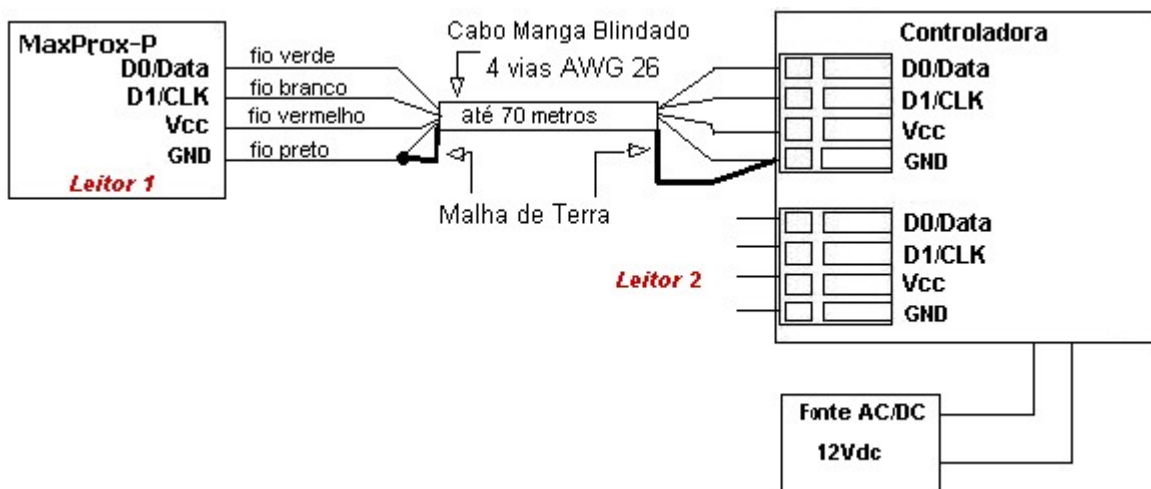 MaxProx-P
D0/Data
D1/CLK
Vcc
GND
Leitor 1
fio verde
fio branco
fio vermelho
fio preto
Cabo Manga Blindado
4 vias AWG 26
até 70 metros
Malha de Terra
Controladora
D0/Data
D1/CLK
Vcc
GND
Leitor 2
D0/Data
D1/CLK
Vcc
GND
Fonte AC/DC
12Vdc